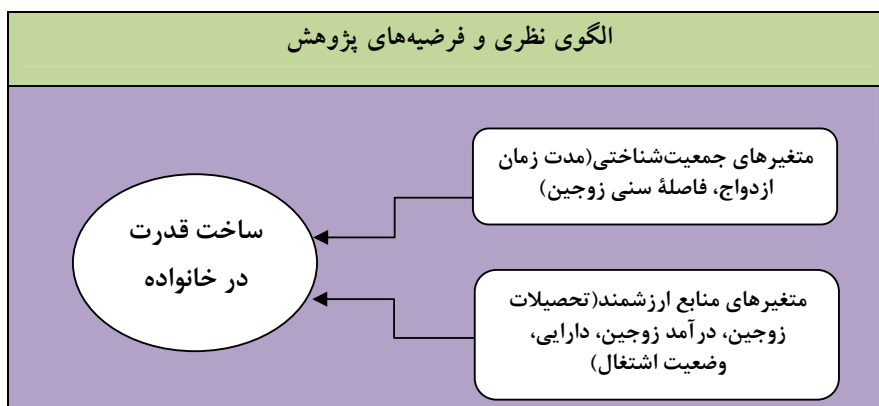 الگوی نظری و فرضیه‌های پژوهش
متغیرهای جمعیت‌شناختی(مدت زمان
ازدواج، فاصلۀ سنی زوجین)
ساخت قدرت
در خانواده
متغیرهای منابع ارزشمند(تحصیلات
زوجین، درآمد زوجین، دارایی،
وضعیت اشتغال)